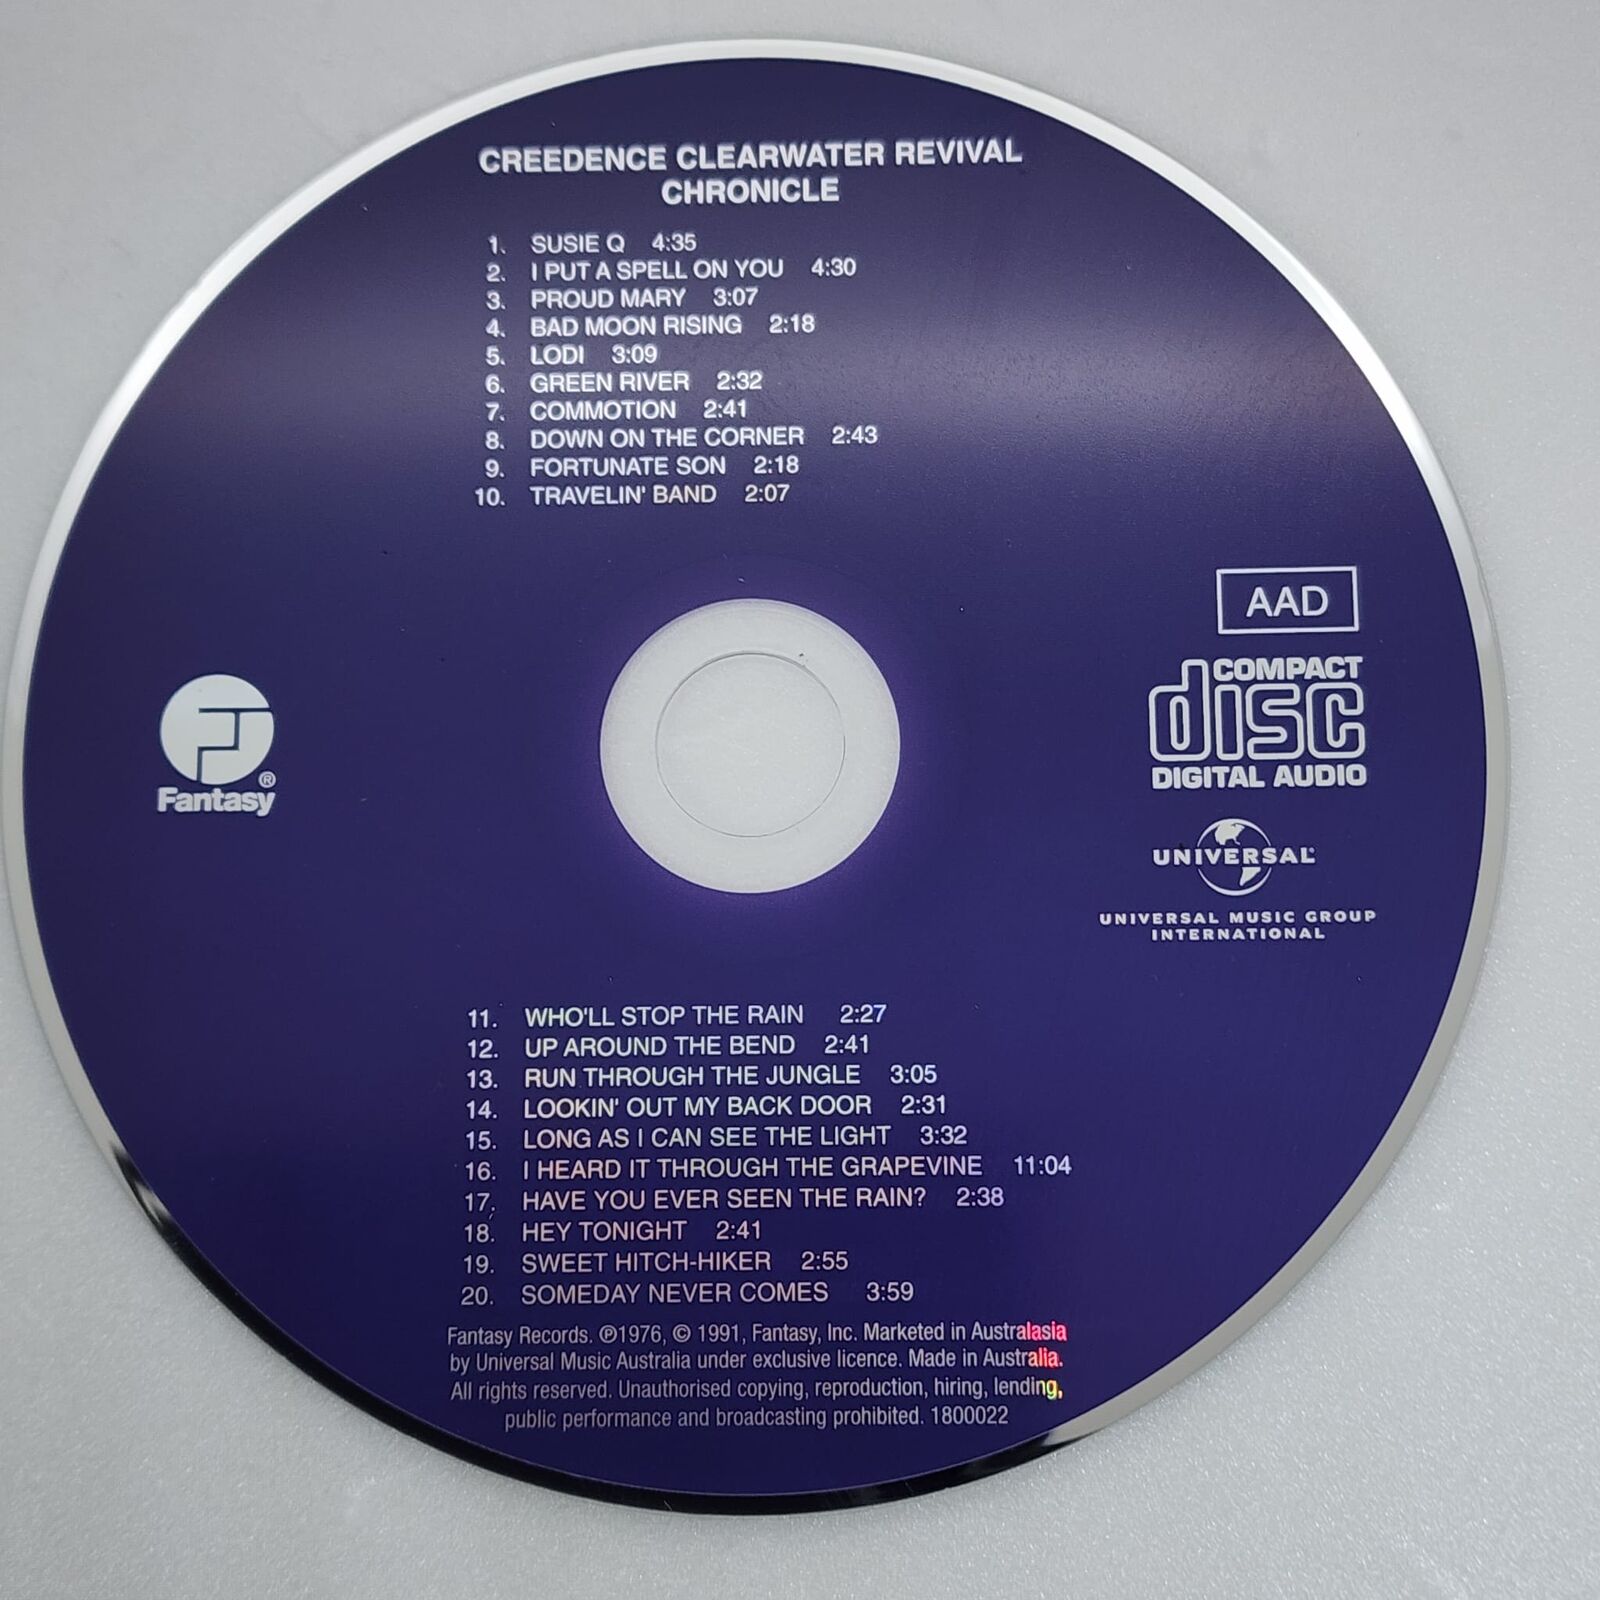 CREEDENCE CLEARWATER REVIVAL
CHRONICLE
1. SUSIE Q 4:35
2. I PUT A SPELL ON YOU 4:30
3. PROUD MARY 3:07
4. BAD MOON RISING 2:18
5. LODI 3:09
6. GREEN RIVER 2:32
7. COMMOTION 2:41
8. DOWN ON THE CORNER 2:43
9. FORTUNATE SON 2:18
10. TRAVELIN' BAND 2:07
AAD
COMPACT
disc
DIGITAL AUDIO
F
®
Fantasy
UNIVERSAL
UNIVERSAL MUSIC GROUP
INTERNATIONAL
11. WHO'LL STOP THE RAIN 2:27
12. UP AROUND THE BEND 2:41
13. RUN THROUGH THE JUNGLE 3:05
14. LOOKIN' OUT MY BACK DOOR 2:31
15. LONG AS I CAN SEE THE LIGHT 3:32
16. I HEARD IT THROUGH THE GRAPEVINE 11:04
17. HAVE YOU EVER SEEN THE RAIN? 2:38
18. HEY TONIGHT 2:41
19. SWEET HITCH-HIKER 2:55
20. SOMEDAY NEVER COMES 3:59
Fantasy Records. ℗1976, © 1991, Fantasy, Inc. Marketed in Australasia
by Universal Music Australia under exclusive licence. Made in Australia.
All rights reserved. Unauthorised copying, reproduction, hiring, lending,
public performance and broadcasting prohibited. 1800022